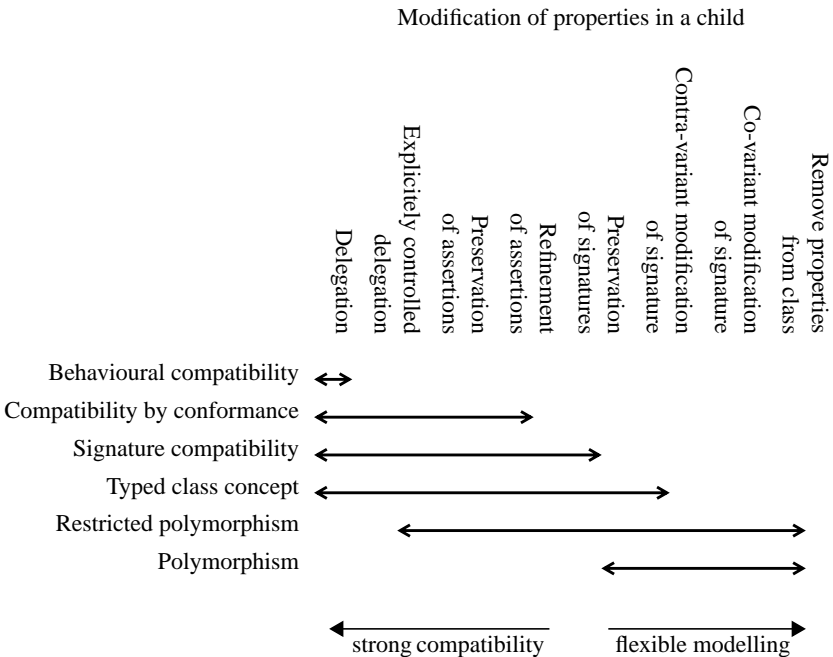 Modification of properties in a child
Delegation
Explicitely controlled
delegation
Preservation
of assertions
Refinement
of assertions
Preservation
of signatures
Contra-variant modification
of signature
Co-variant modification
of signature
Remove properties
from class
Behavioural compatibility
Compatibility by conformance
Signature compatibility
Typed class concept
Restricted polymorphism
Polymorphism
strong compatibility
flexible modelling